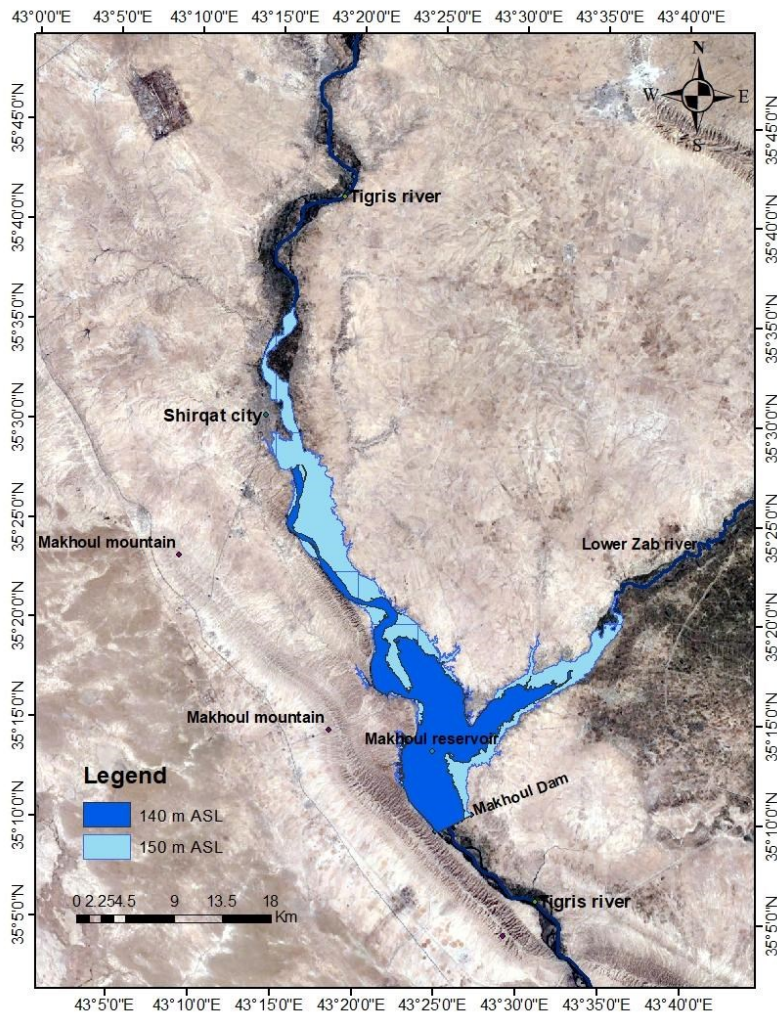 43°0'0"E 43°5'0"E 43°10'0"E 43°15'0"E 43°20'0"E 43°25'0"E 43°30'0"E 43°35'0"E 43°40'0"E
N
W E
S
35°45'0"N 35°45'0"N
Tigris river
35°40'0"N 35°40'0"N
35°35'0"N 35°35'0"N
Shirqat city
35°30'0"N 35°30'0"N
35°25'0"N 35°25'0"N
Makhoul mountain
Lower Zab river
35°20'0"N 35°20'0"N
35°15'0"N 35°15'0"N
Makhoul mountain
Makhoul reservoir
Makhoul Dam
Legend
140 m ASL
150 m ASL
35°10'0"N 35°10'0"N
0 2.25 4.5 9 13.5 18
Km
Tigris river
35°5'0"N 35°5'0"N
43°5'0"E 43°10'0"E 43°15'0"E 43°20'0"E 43°25'0"E 43°30'0"E 43°35'0"E 43°40'0"E